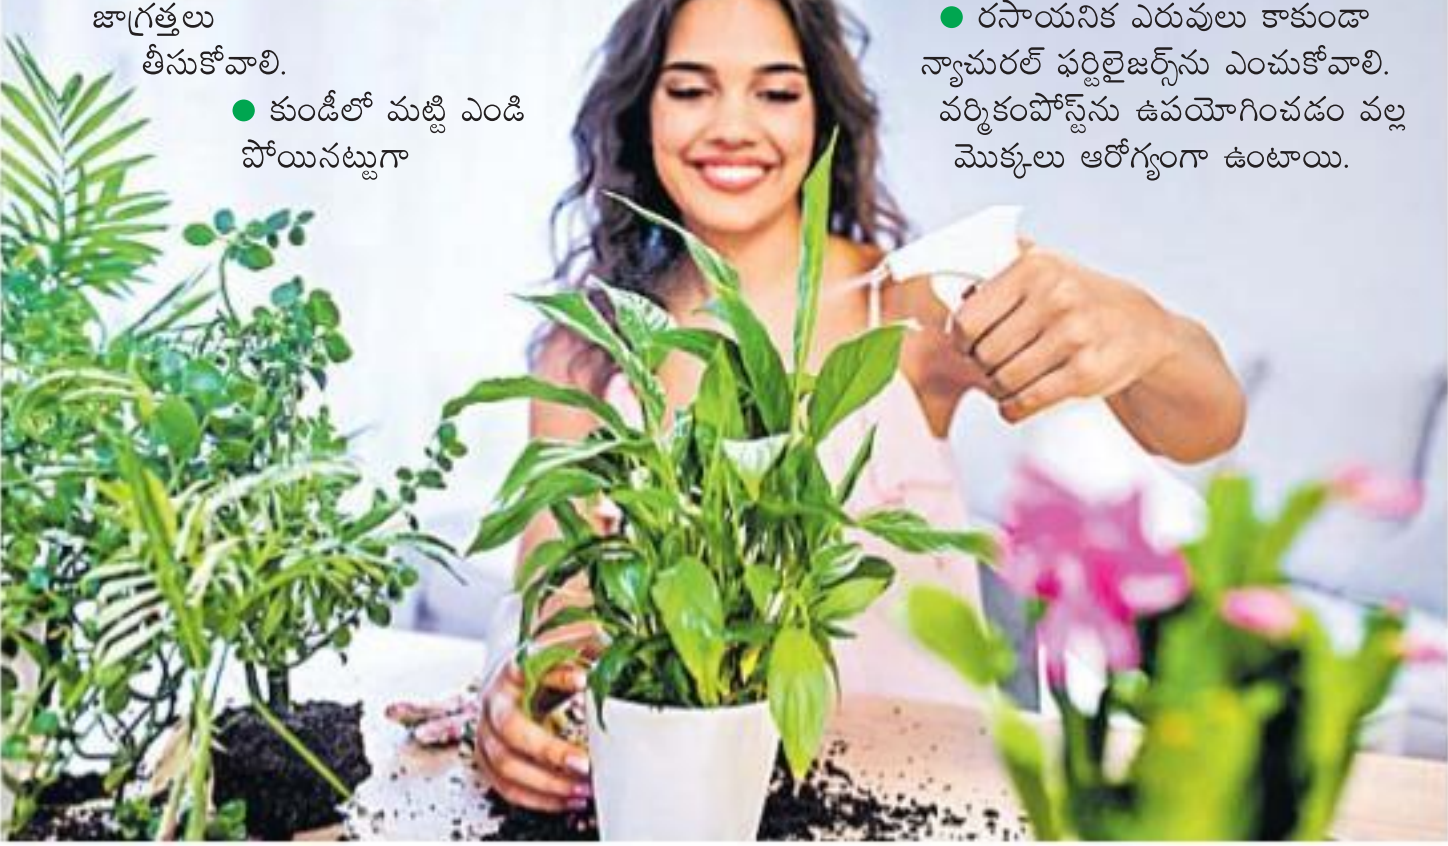 జాగ్రత్తలు
తీసుకోవాలి.
● కుండీలో మట్టి ఎండి
పోయినట్టుగా
● రసాయనిక ఎరువులు కాకుండా
న్యాచురల్ ఫర్టిలైజర్స్‌ను ఎంచుకోవాలి.
వర్మికంపోస్ట్‌ను ఉపయోగించడం వల్ల
మొక్కలు ఆరోగ్యంగా ఉంటాయి.